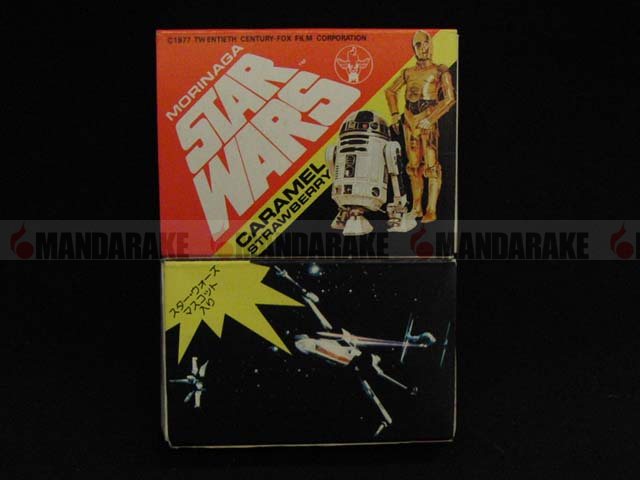 ©1977 TWENTIETH CENTURY-FOX FILM CORPORATION
MORINAGA
STAR
WARS
™
CARAMEL
STRAWBERRY
MANDARAKE
MANDARAKE
MANDARAKE
スター・ウォーズ
マスコット
入り